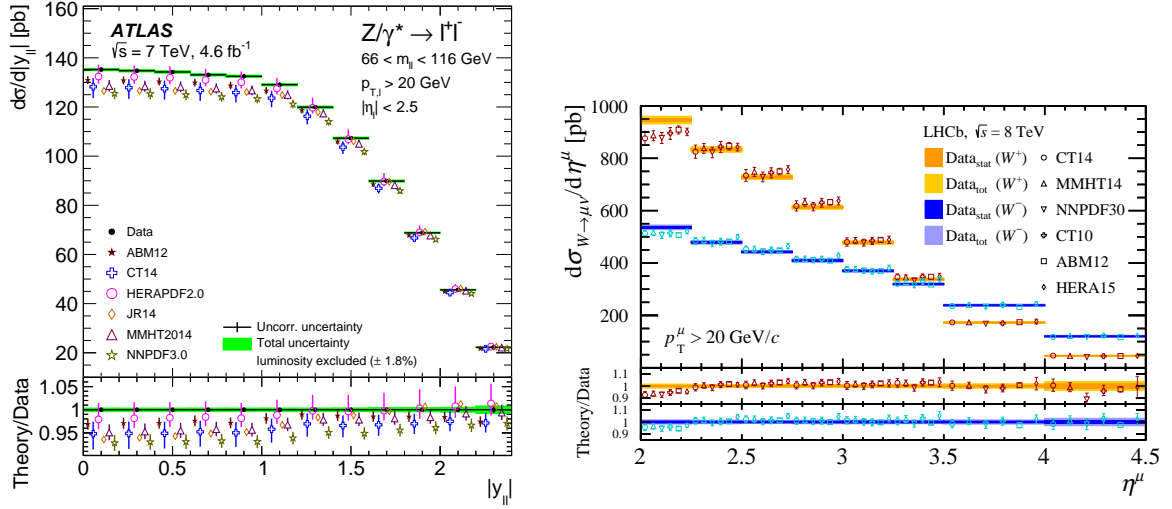 ATLAS
√s = 7 TeV, 4.6 fb⁻¹
Z/γ* → l⁺l⁻
66 < m_ll < 116 GeV
p_T,l > 20 GeV
|η_l| < 2.5
dσ/d|y_ll| [pb]
160
140
120
100
80
60
40
20
Data
ABM12
CT14
HERAPDF2.0
JR14
MMHT2014
NNPDF3.0
Uncorr. uncertainty
Total uncertainty
luminosity excluded (± 1.8%)
Theory/Data
1.05
1
0.95
0 0.5 1 1.5 2
|y_ll|
dσ_W→μν/dη^μ [pb]
1000
800
600
400
200
LHCb, √s = 8 TeV
Data_stat (W⁺)
Data_tot (W⁺)
Data_stat (W⁻)
Data_tot (W⁻)
CT14
MMHT14
NNPDF30
CT10
ABM12
HERA15
p_T^μ > 20 GeV/c
Theory/Data
1.1
1
0.9
1.1
1
0.9
2 2.5 3 3.5 4 4.5
η^μ